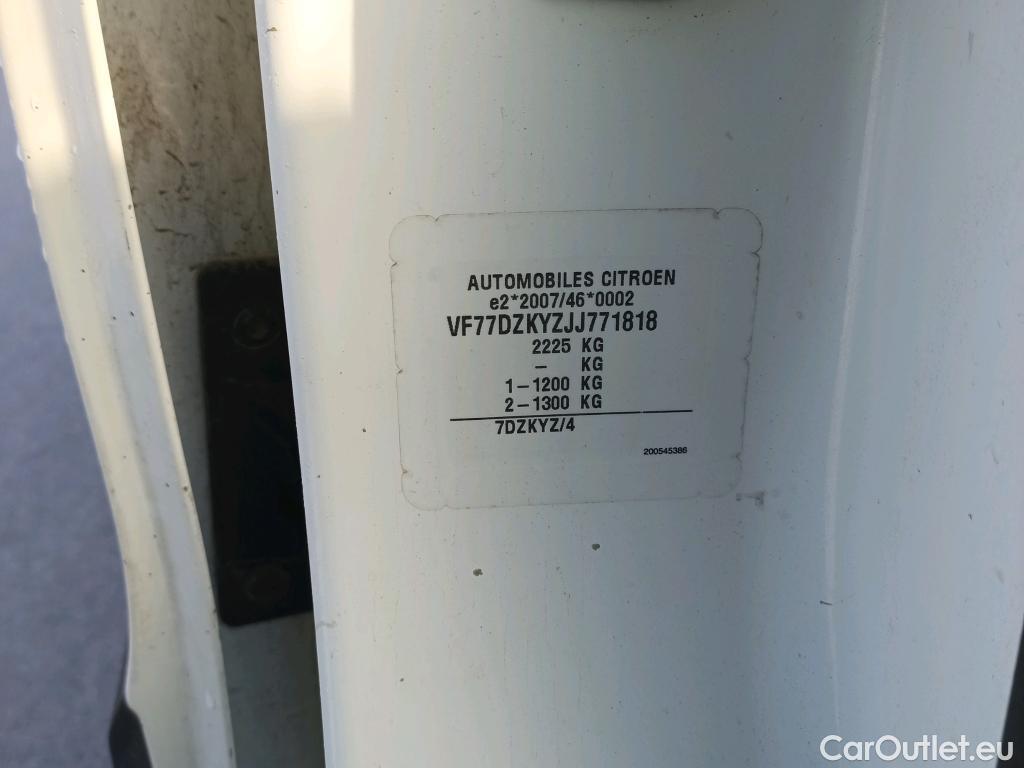 AUTOMOBILES CITROEN
e2*2007/46*0002
VF77DZKYZJJ771818
2225 KG
– KG
1–1200 KG
2–1300 KG
7DZKYZ/4
200545386
CarOutlet.eu